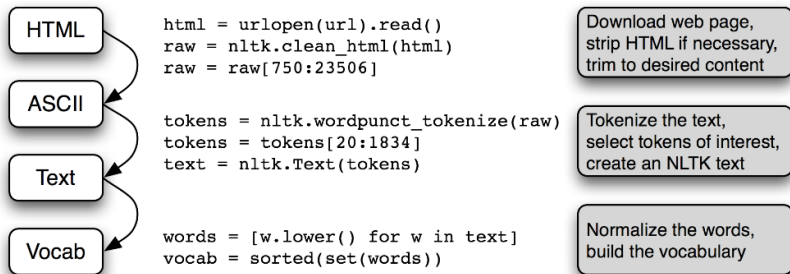 HTML
html = urlopen(url).read()
raw = nltk.clean_html(html)
raw = raw[750:23506]
Download web page,
strip HTML if necessary,
trim to desired content
ASCII
tokens = nltk.wordpunct_tokenize(raw)
tokens = tokens[20:1834]
text = nltk.Text(tokens)
Tokenize the text,
select tokens of interest,
create an NLTK text
Text
Vocab
words = [w.lower() for w in text]
vocab = sorted(set(words))
Normalize the words,
build the vocabulary